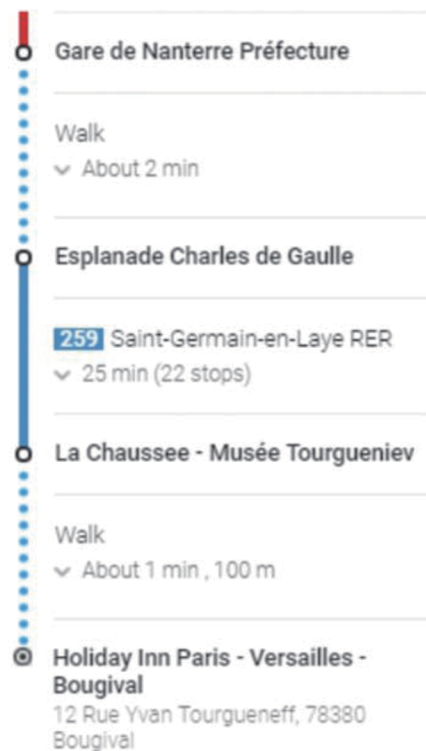 Gare de Nanterre Préfecture
Walk
About 2 min
Esplanade Charles de Gaulle
259 Saint-Germain-en-Laye RER
25 min (22 stops)
La Chaussee - Musée Tourgueniev
Walk
About 1 min , 100 m
Holiday Inn Paris - Versailles -
Bougival
12 Rue Yvan Tourgueneff, 78380
Bougival